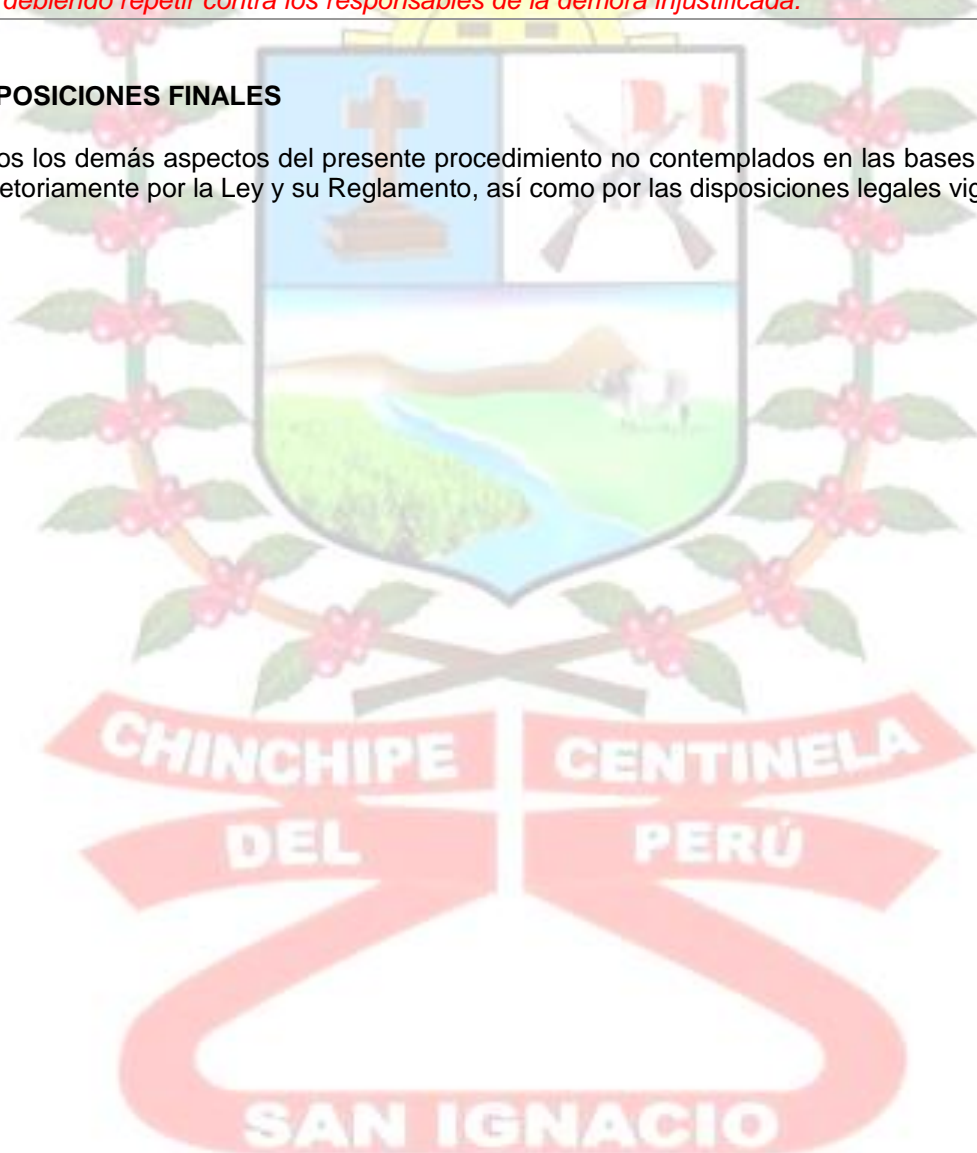 debiendo repetir contra los responsables de la demora injustificada.
POSICIONES FINALES
os los demás aspectos del presente procedimiento no contemplados en las bases
etoriamente por la Ley y su Reglamento, así como por las disposiciones legales vig
CHINCHIPE CENTINELA
DEL PERÚ
SAN IGNACIO